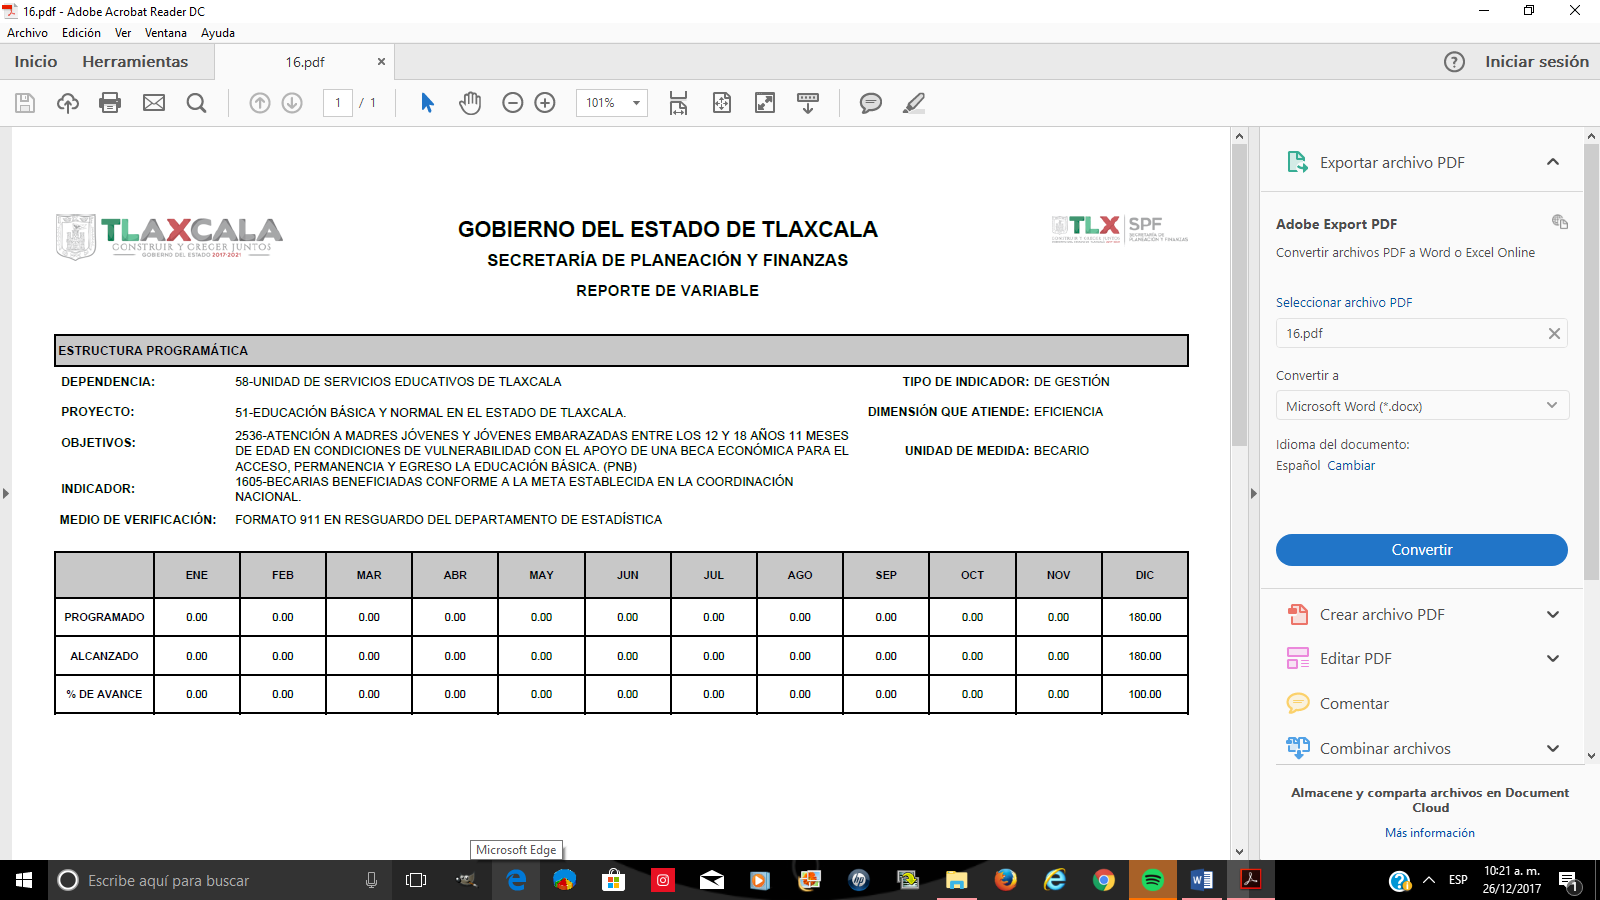 16.pdf - Adobe Acrobat Reader DC
Archivo Edición Ver Ventana Ayuda
Inicio Herramientas 16.pdf × ? Iniciar sesión
1 / 1 101%
TLAXCALA
CONSTRUIR Y CRECER JUNTOS
GOBIERNO DEL ESTADO 2017-2021
GOBIERNO DEL ESTADO DE TLAXCALA
SECRETARÍA DE PLANEACIÓN Y FINANZAS
REPORTE DE VARIABLE
TLX SPF
SECRETARÍA DE
PLANEACIÓN Y FINANZAS
ESTRUCTURA PROGRAMÁTICA
DEPENDENCIA: 58-UNIDAD DE SERVICIOS EDUCATIVOS DE TLAXCALA TIPO DE INDICADOR: DE GESTIÓN
PROYECTO: 51-EDUCACIÓN BÁSICA Y NORMAL EN EL ESTADO DE TLAXCALA. DIMENSIÓN QUE ATIENDE: EFICIENCIA
OBJETIVOS: 2536-ATENCIÓN A MADRES JÓVENES Y JÓVENES EMBARAZADAS ENTRE LOS 12 Y 18 AÑOS 11 MESES
DE EDAD EN CONDICIONES DE VULNERABILIDAD CON EL APOYO DE UNA BECA ECONÓMICA PARA EL
ACCESO, PERMANENCIA Y EGRESO LA EDUCACIÓN BÁSICA. (PNB)
UNIDAD DE MEDIDA: BECARIO
INDICADOR: 1605-BECARIAS BENEFICIADAS CONFORME A LA META ESTABLECIDA EN LA COORDINACIÓN
NACIONAL.
MEDIO DE VERIFICACIÓN: FORMATO 911 EN RESGUARDO DEL DEPARTAMENTO DE ESTADÍSTICA
ENE FEB MAR ABR MAY JUN JUL AGO SEP OCT NOV DIC
PROGRAMADO 0.00 0.00 0.00 0.00 0.00 0.00 0.00 0.00 0.00 0.00 0.00 180.00
ALCANZADO 0.00 0.00 0.00 0.00 0.00 0.00 0.00 0.00 0.00 0.00 0.00 180.00
% DE AVANCE 0.00 0.00 0.00 0.00 0.00 0.00 0.00 0.00 0.00 0.00 0.00 100.00
Exportar archivo PDF
Adobe Export PDF
Convertir archivos PDF a Word o Excel Online
Seleccionar archivo PDF
16.pdf
Convertir a
Microsoft Word (*.docx)
Idioma del documento:
Español Cambiar
Convertir
Crear archivo PDF
Editar PDF
Comentar
Combinar archivos
Almacene y comparta archivos en Document
Cloud
Más información
Microsoft Edge
Escribe aquí para buscar
ESP
10:21 a. m.
26/12/2017
1